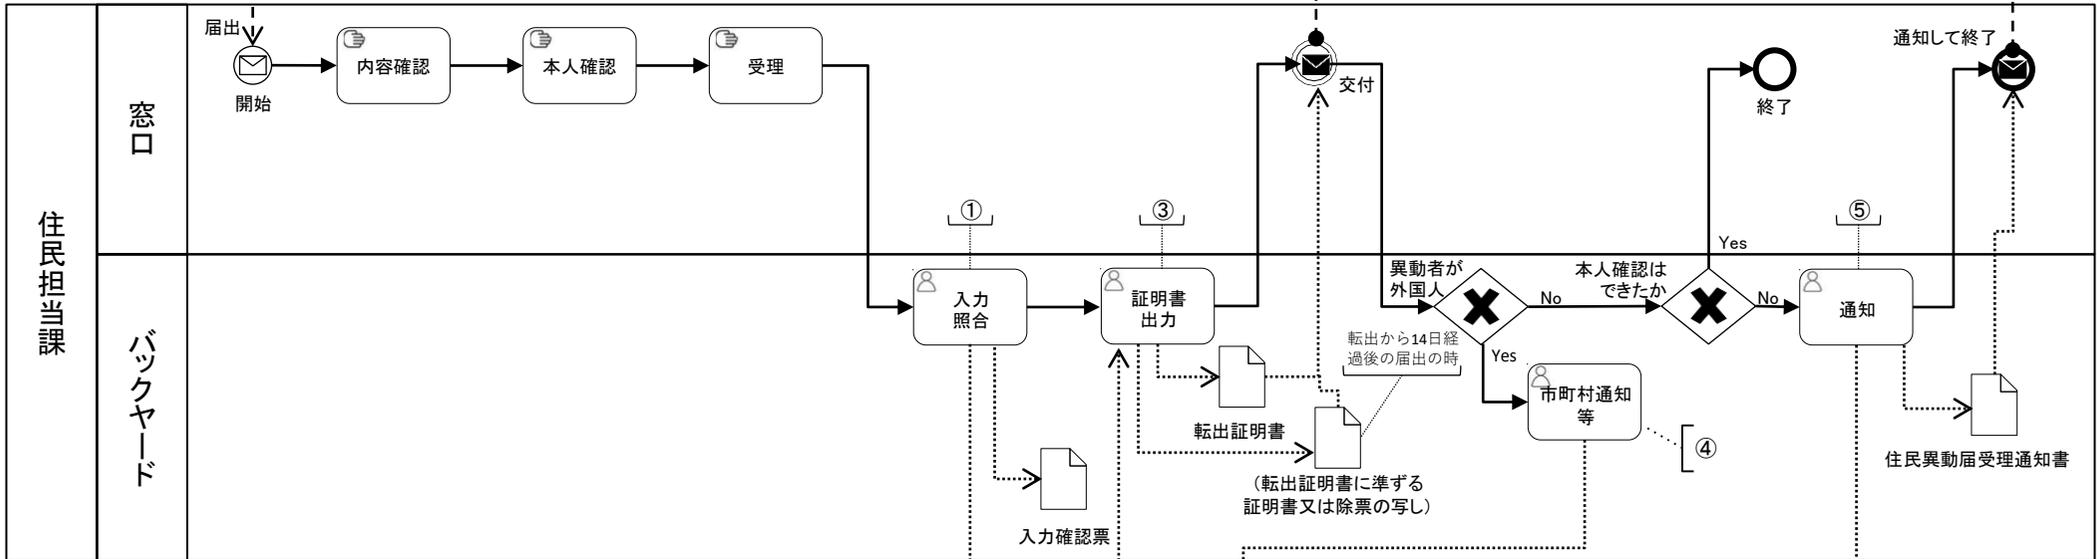 住民担当課
窓口
バックヤード
届出
開始
内容確認
本人確認
受理
交付
終了
通知して終了
①
③
⑤
入力
照合
証明書
出力
異動者が
外国人
No
Yes
本人確認は
できたか
Yes
No
通知
転出から14日経
過後の届出の時
市町村通知
等
④
転出証明書
(転出証明書に準ずる
証明書又は除票の写し)
入力確認票
住民異動届受理通知書